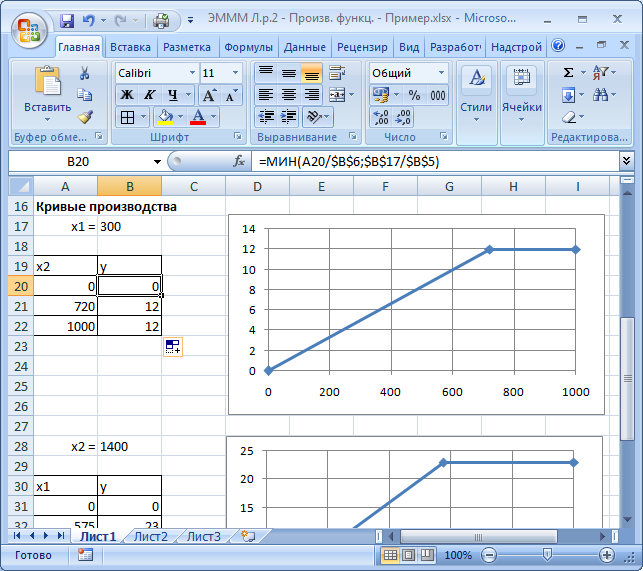 ЭМММ Л.р.2 - Произв. функц. - Пример.xlsx - Microso...
Главная Вставка Разметка Формулы Данные Рецензир Вид Разработч Надстрой
Вставить
Calibri 11
Ж К Ч A A
Общий
% 000
Стили
Ячейки
Σ
Буфер обме... Шрифт Выравнивание Число Редактирова...
B20 fx =МИН(A20/$B$6;$B$17/$B$5)
A B C D E F G H I
16 Кривые производства
17 x1 = 300
18
19 x2 y
20 0 0
21 720 12
22 1000 12
23
24
25
26
27
28 x2 = 1400
29
30 x1 y
31 0 0
32 575 23
14
12
10
8
6
4
2
0
0 200 400 600 800 1000
25
20
15
Лист1 Лист2 Лист3
Готово 100%